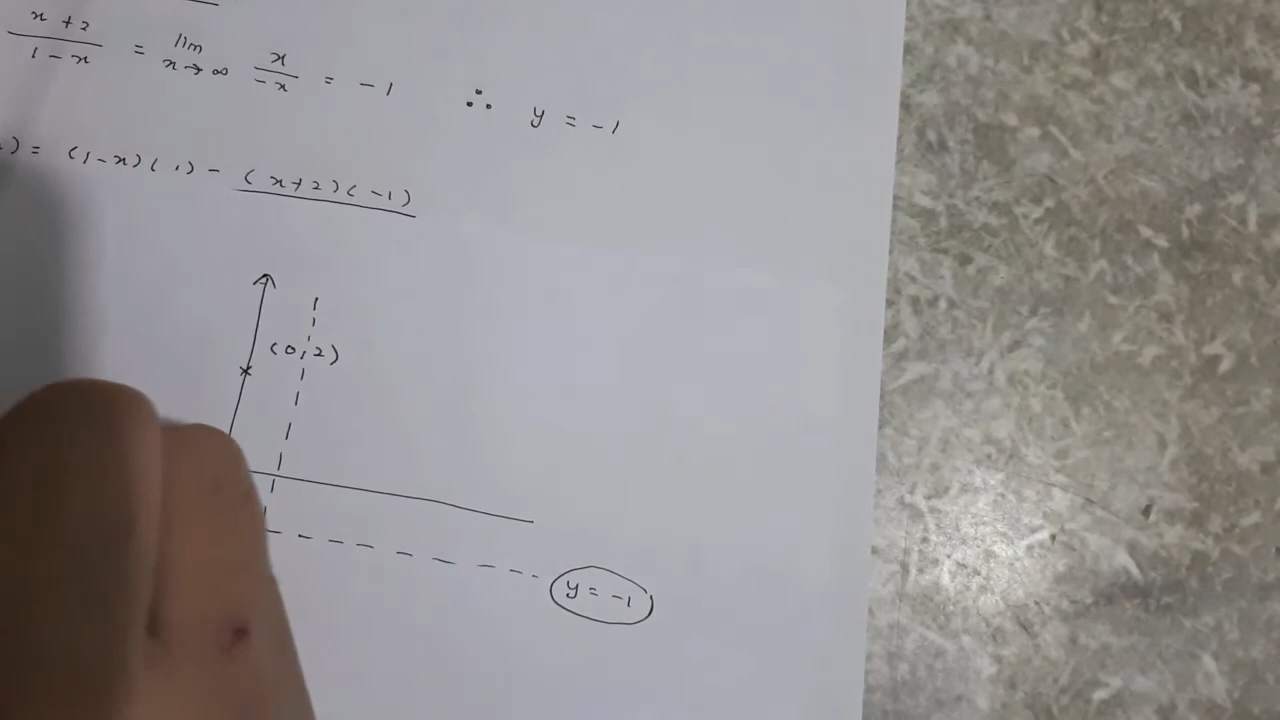 x + 2 / 1 - x = lim x→∞ x / -x = -1 ∴ y = -1
) = (1-x)(1) - (x+2)(-1)
(0,2)
y = -1